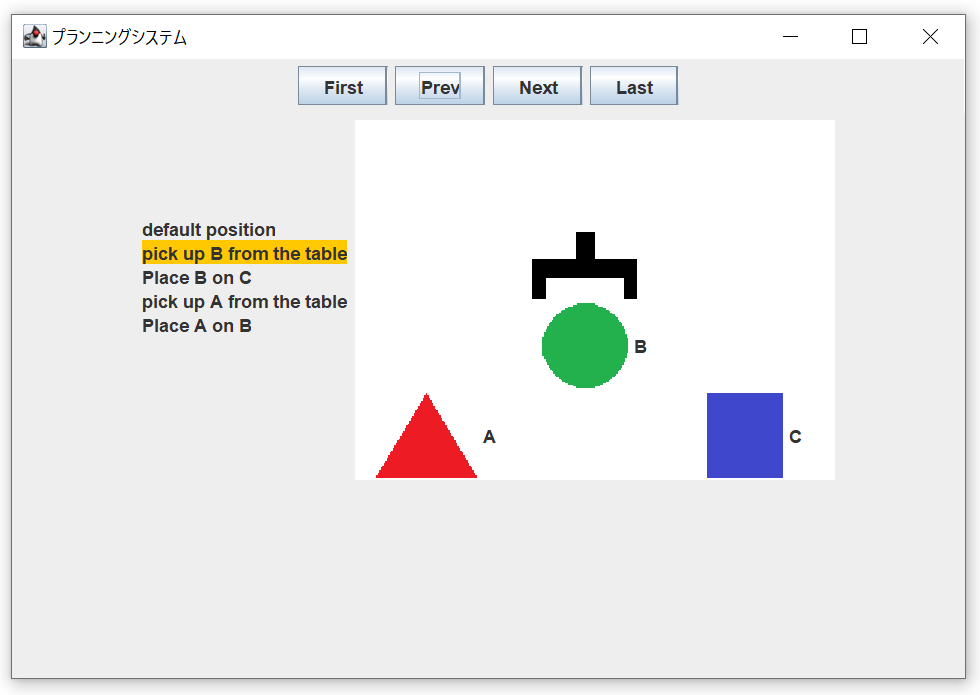 プランニングシステム
First Prev Next Last
default position
pick up B from the table
Place B on C
pick up A from the table
Place A on B
B
A
C